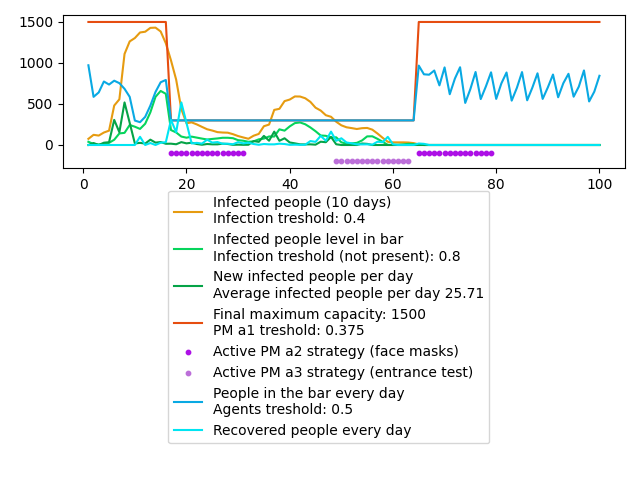 1500
1000
500
0
0 20 40 60 80 100
Infected people (10 days)
Infection treshold: 0.4
Infected people level in bar
Infection treshold (not present): 0.8
New infected people per day
Average infected people per day 25.71
Final maximum capacity: 1500
PM a1 treshold: 0.375
Active PM a2 strategy (face masks)
Active PM a3 strategy (entrance test)
People in the bar every day
Agents treshold: 0.5
Recovered people every day